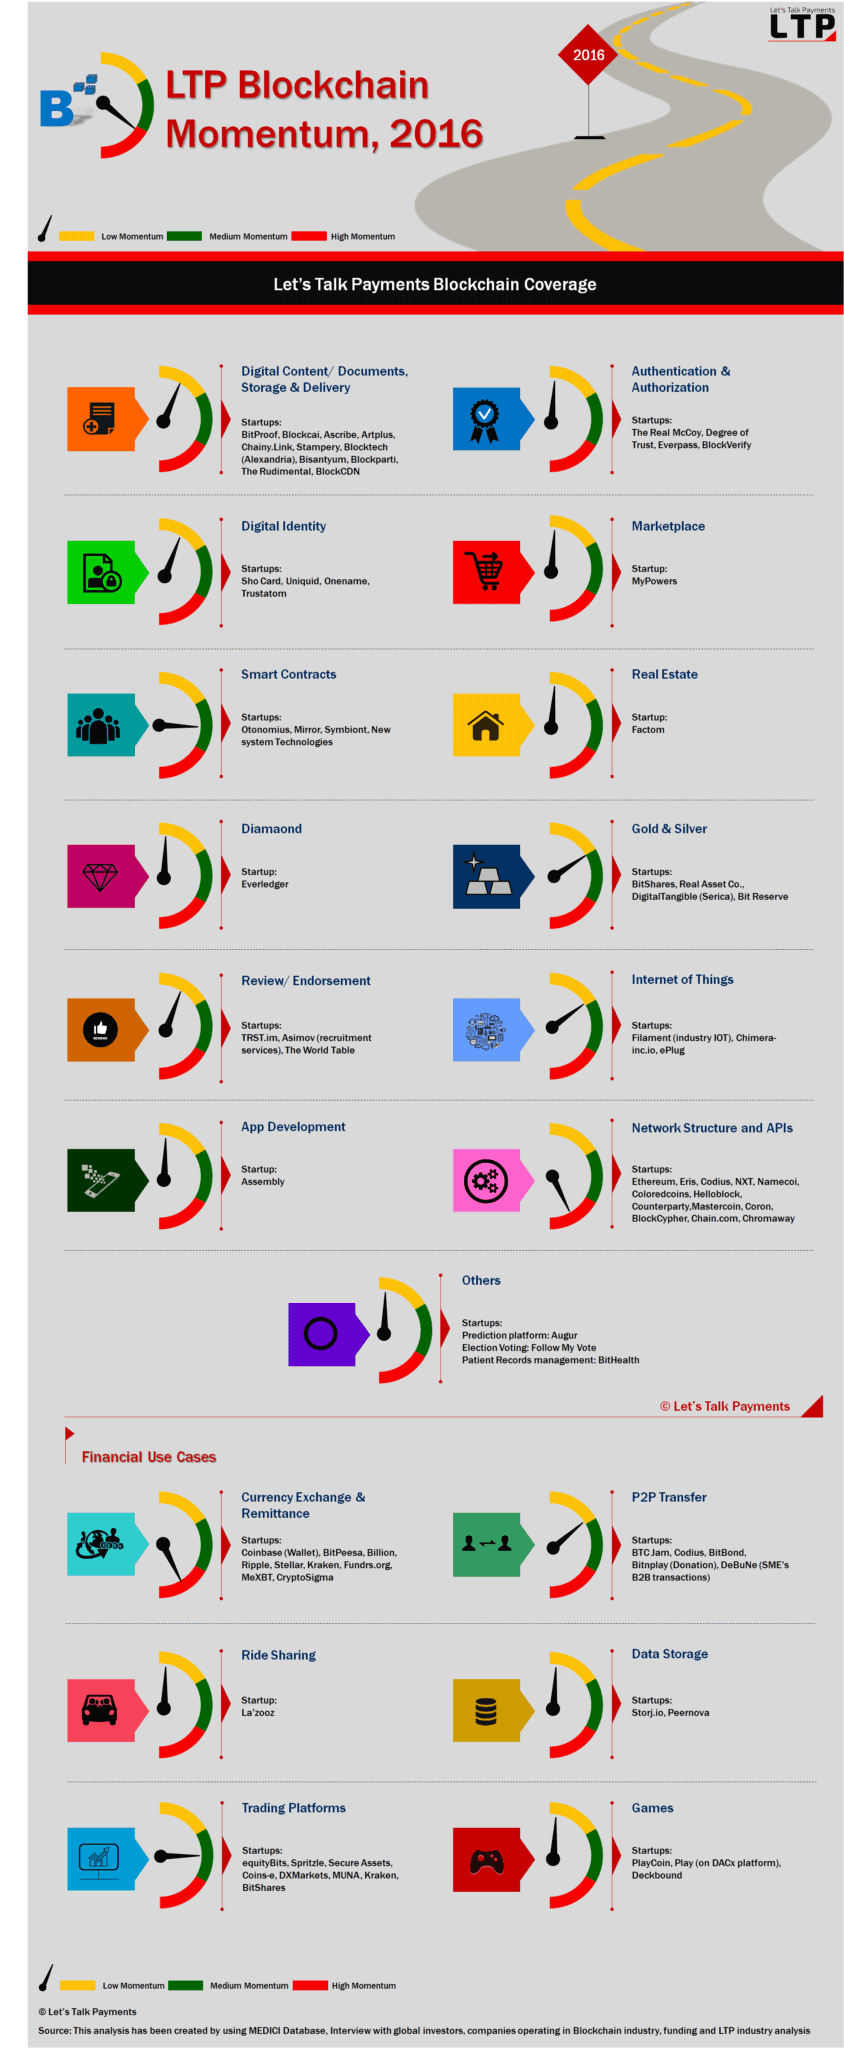 Let's Talk Payments
LTP
2016
B
LTP Blockchain
Momentum, 2016
Low Momentum
Medium Momentum
High Momentum
Let's Talk Payments Blockchain Coverage
Digital Content/ Documents,
Storage & Delivery
Startups:
BitProof, Blockcai, Ascribe, Artplus,
Chainy.Link, Stampery, Blocktech
(Alexandria), Bisantyum, Blockparti,
The Rudimental, BlockCDN
Authentication &
Authorization
Startups:
The Real McCoy, Degree of
Trust, Everpass, BlockVerify
Digital Identity
Startups:
Sho Card, Uniquid, Onename,
Trustatom
Marketplace
Startup:
MyPowers
Smart Contracts
Startups:
Otonomius, Mirror, Symbiont, New
system Technologies
Real Estate
Startup:
Factom
Diamaond
Startup:
Everledger
Gold & Silver
Startups:
BitShares, Real Asset Co.,
DigitalTangible (Serica), Bit Reserve
Review/ Endorsement
REVIEWS
Startups:
TRST.im, Asimov (recruitment
services), The World Table
Internet of Things
Startups:
Filament (industry IOT), Chimera-
inc.io, ePlug
App Development
Startup:
Assembly
Network Structure and APIs
Startups:
Ethereum, Eris, Codius, NXT, Namecoi,
Coloredcoins, Helloblock,
Counterparty,Mastercoin, Coron,
BlockCypher, Chain.com, Chromaway
Others
Startups:
Prediction platform: Augur
Election Voting: Follow My Vote
Patient Records management: BitHealth
© Let's Talk Payments
Financial Use Cases
Currency Exchange &
Remittance
Startups:
Coinbase (Wallet), BitPeesa, Billion,
Ripple, Stellar, Kraken, Fundrs.org,
MeXBT, CryptoSigma
P2P Transfer
Startups:
BTC Jam, Codius, BitBond,
Bitnplay (Donation), DeBuNe (SME's
B2B transactions)
Ride Sharing
Startup:
La'zooz
Data Storage
Startups:
Storj.io, Peernova
Trading Platforms
Startups:
equityBits, Spritzle, Secure Assets,
Coins-e, DXMarkets, MUNA, Kraken,
BitShares
Games
Startups:
PlayCoin, Play (on DACx platform),
Deckbound
Low Momentum
Medium Momentum
High Momentum
© Let's Talk Payments
Source: This analysis has been created by using MEDICI Database, Interview with global investors, companies operating in Blockchain industry, funding and LTP industry analysis